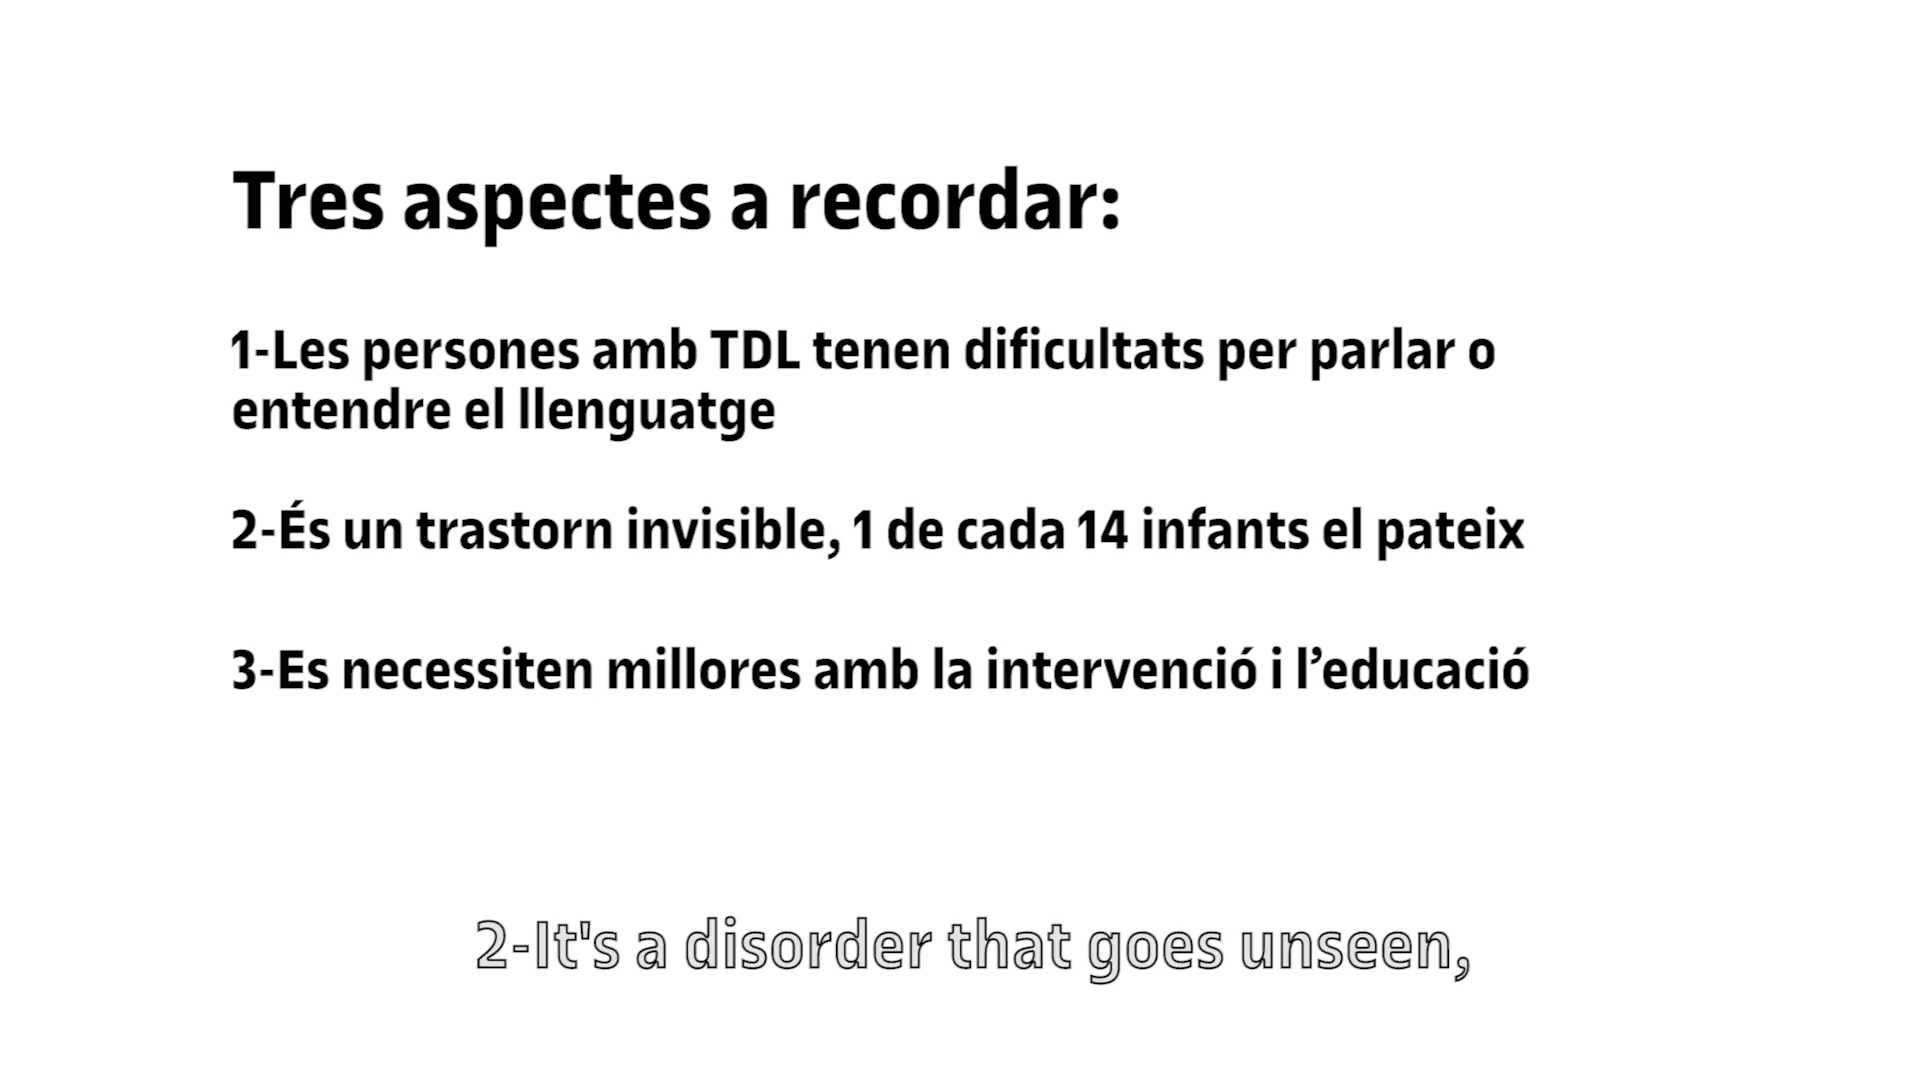 Tres aspectes a recordar:
1-Les persones amb TDL tenen dificultats per parlar o
entendre el llenguatge
2-És un trastorn invisible, 1 de cada 14 infants el pateix
3-Es necessiten millores amb la intervenció i l’educació
2-It's a disorder that goes unseen,